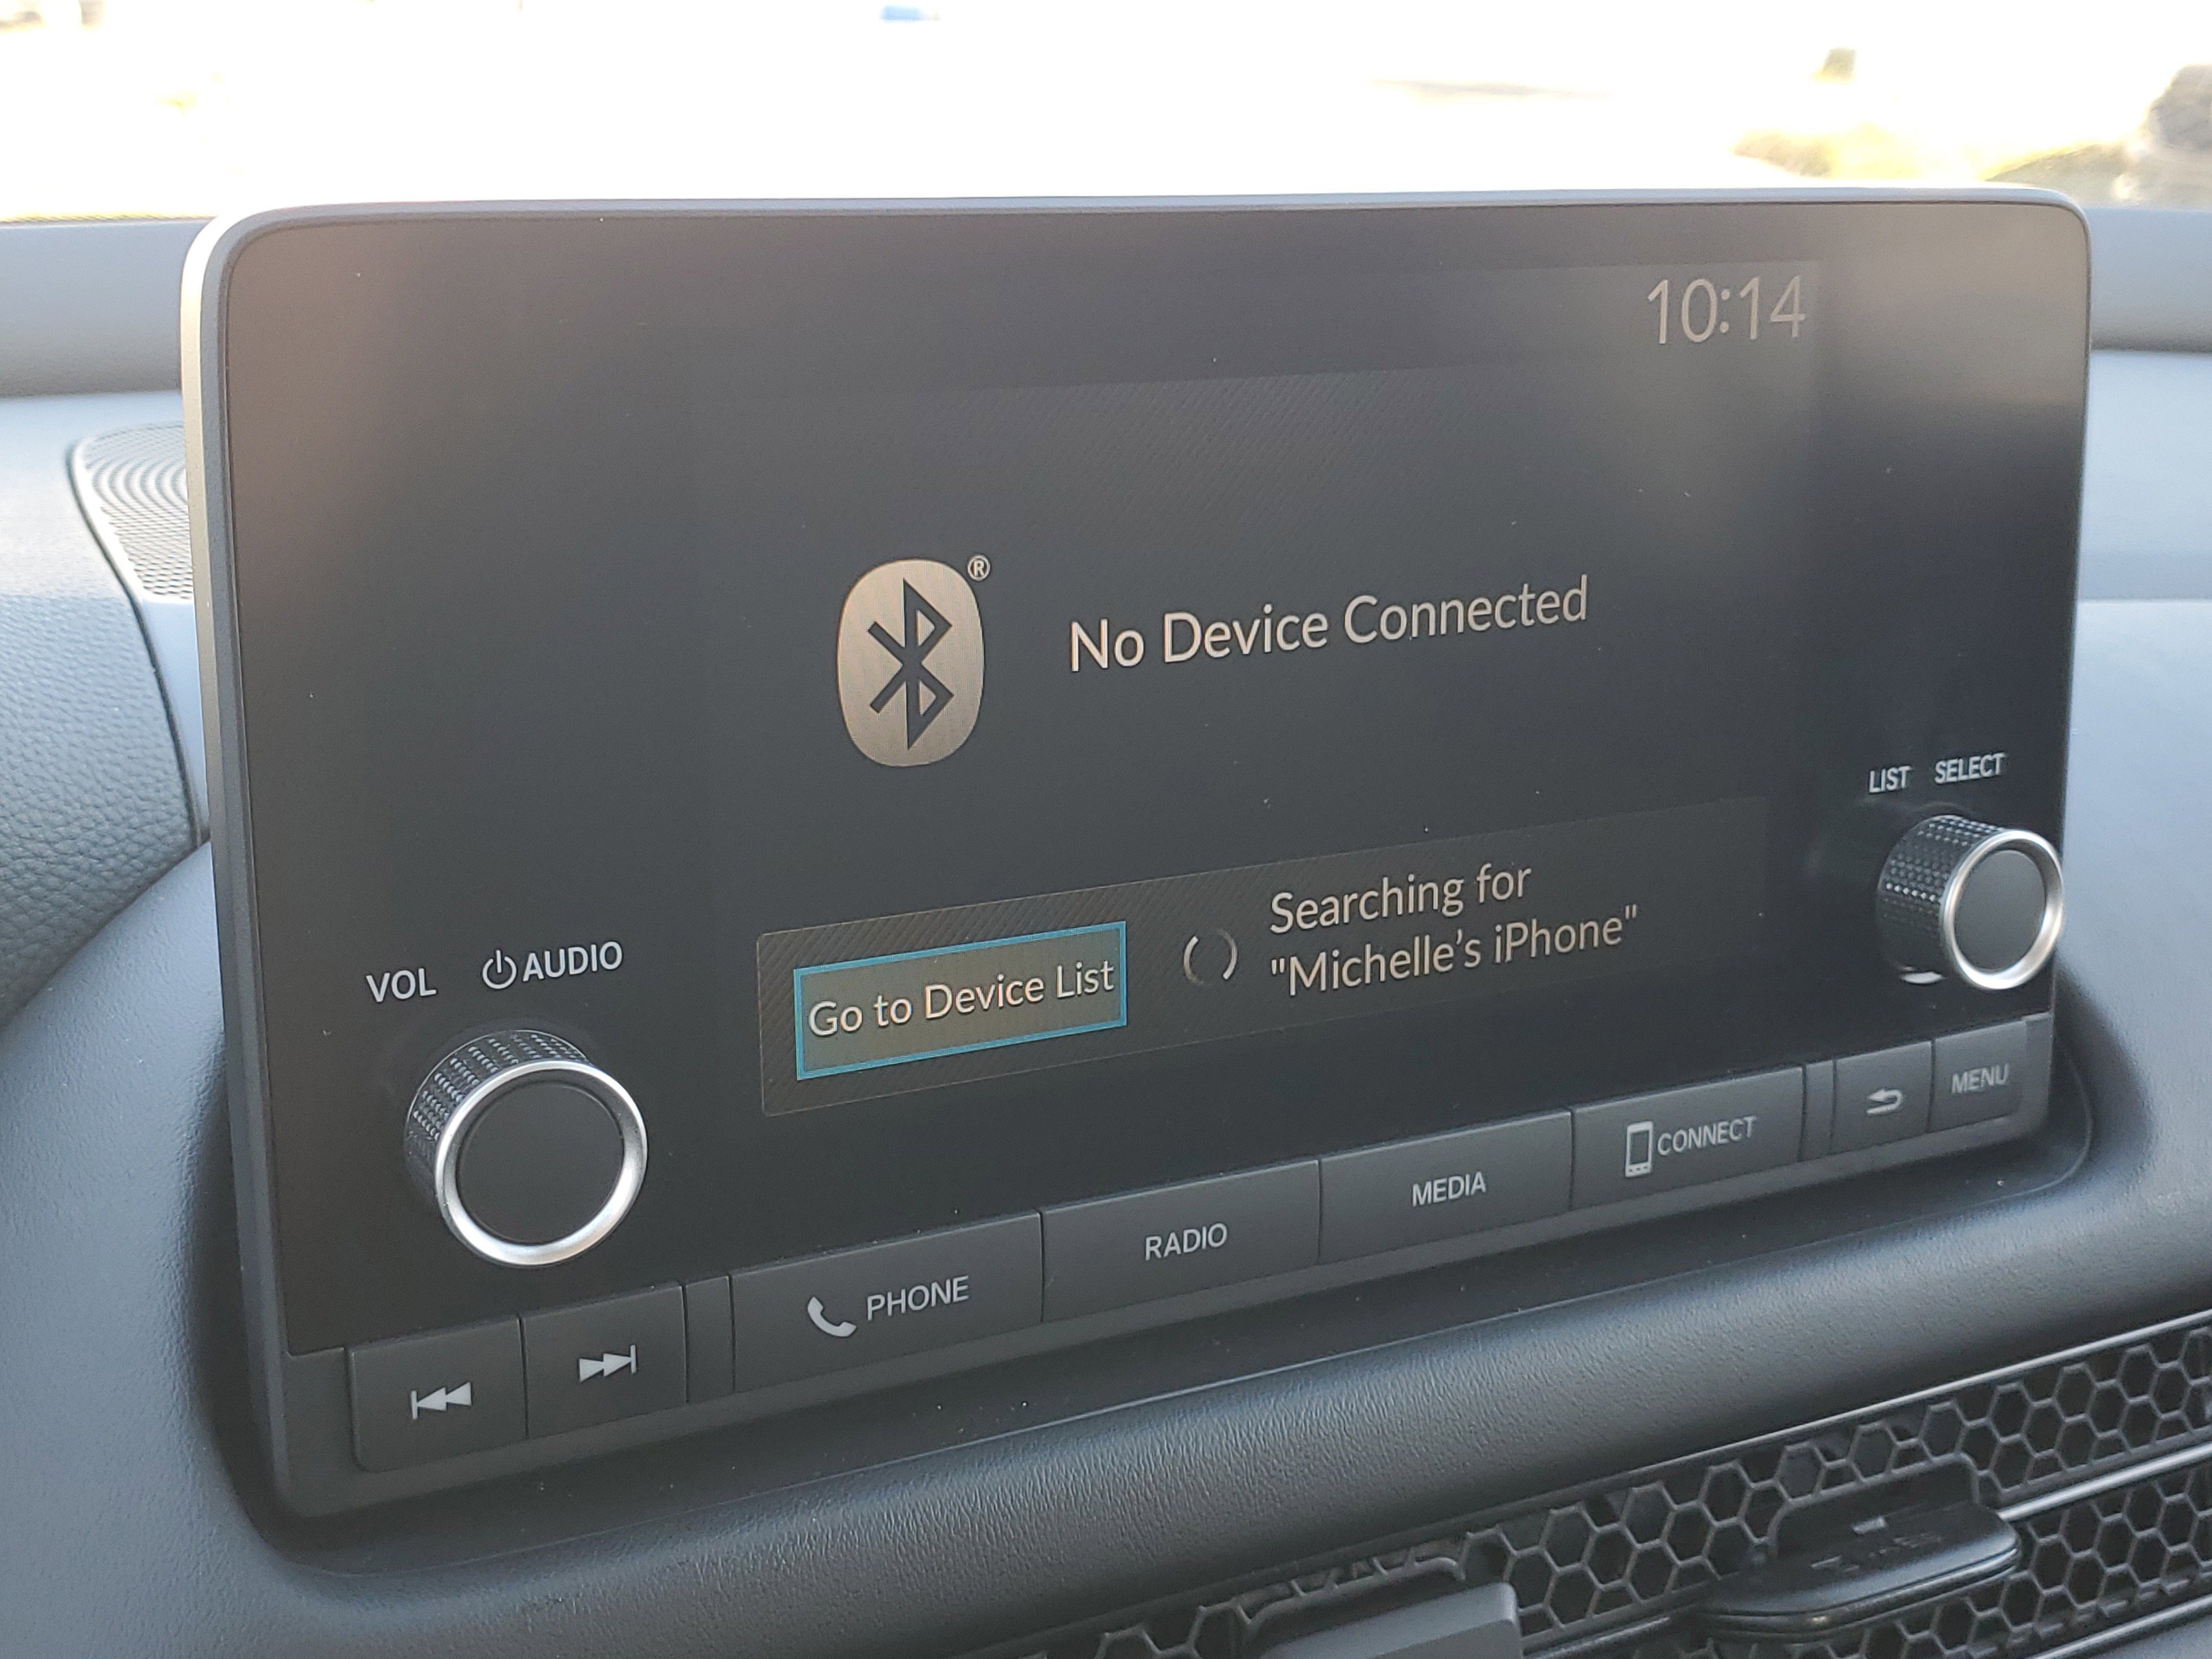 10:14
®
No Device Connected
LIST SELECT
Searching for
"Michelle's iPhone"
Go to Device List
VOL AUDIO
PHONE
RADIO
MEDIA
CONNECT
MENU